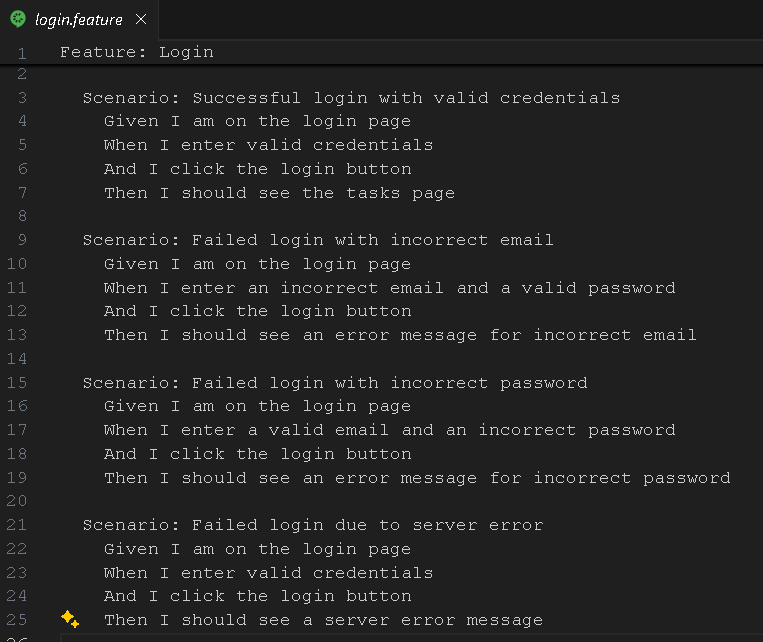 login.feature
1 Feature: Login
2
3 Scenario: Successful login with valid credentials
4 Given I am on the login page
5 When I enter valid credentials
6 And I click the login button
7 Then I should see the tasks page
8
9 Scenario: Failed login with incorrect email
10 Given I am on the login page
11 When I enter an incorrect email and a valid password
12 And I click the login button
13 Then I should see an error message for incorrect email
14
15 Scenario: Failed login with incorrect password
16 Given I am on the login page
17 When I enter a valid email and an incorrect password
18 And I click the login button
19 Then I should see an error message for incorrect password
20
21 Scenario: Failed login due to server error
22 Given I am on the login page
23 When I enter valid credentials
24 And I click the login button
25 Then I should see a server error message